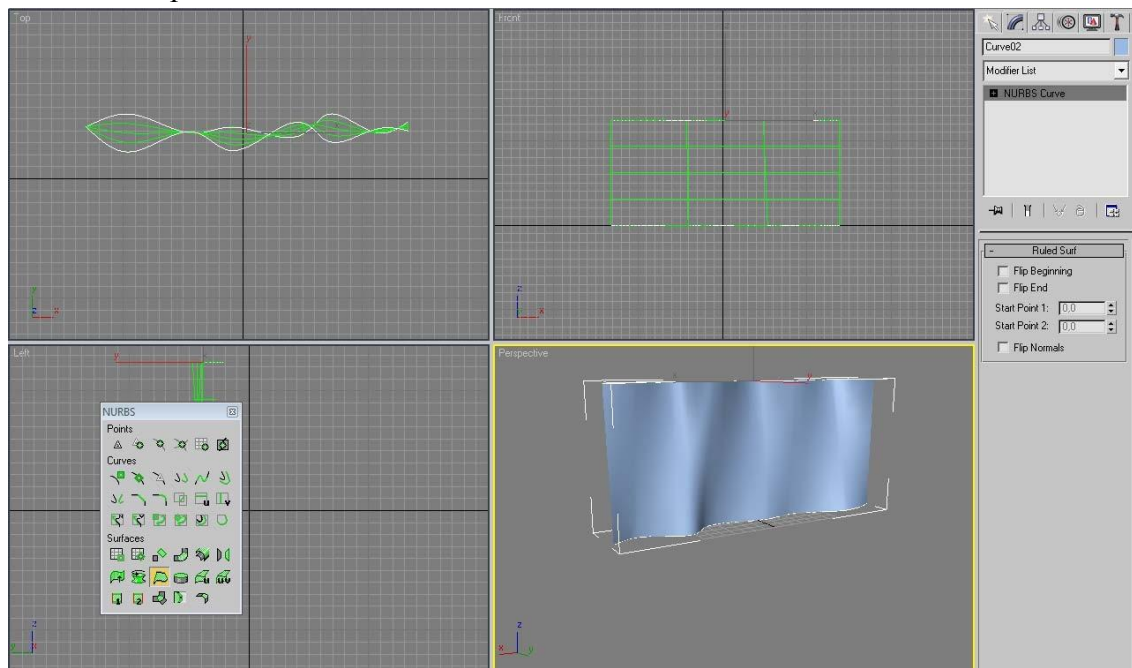 Top
Front
Curve02
Modifier List
NURBS Curve
Ruled Surf
Flip Beginning
Flip End
Start Point 1: 0,0
Start Point 2: 0,0
Flip Normals
Left
Perspective
NURBS
Points
Curves
Surfaces
y
x
z
y
x
z
y
x
z
y
x
z